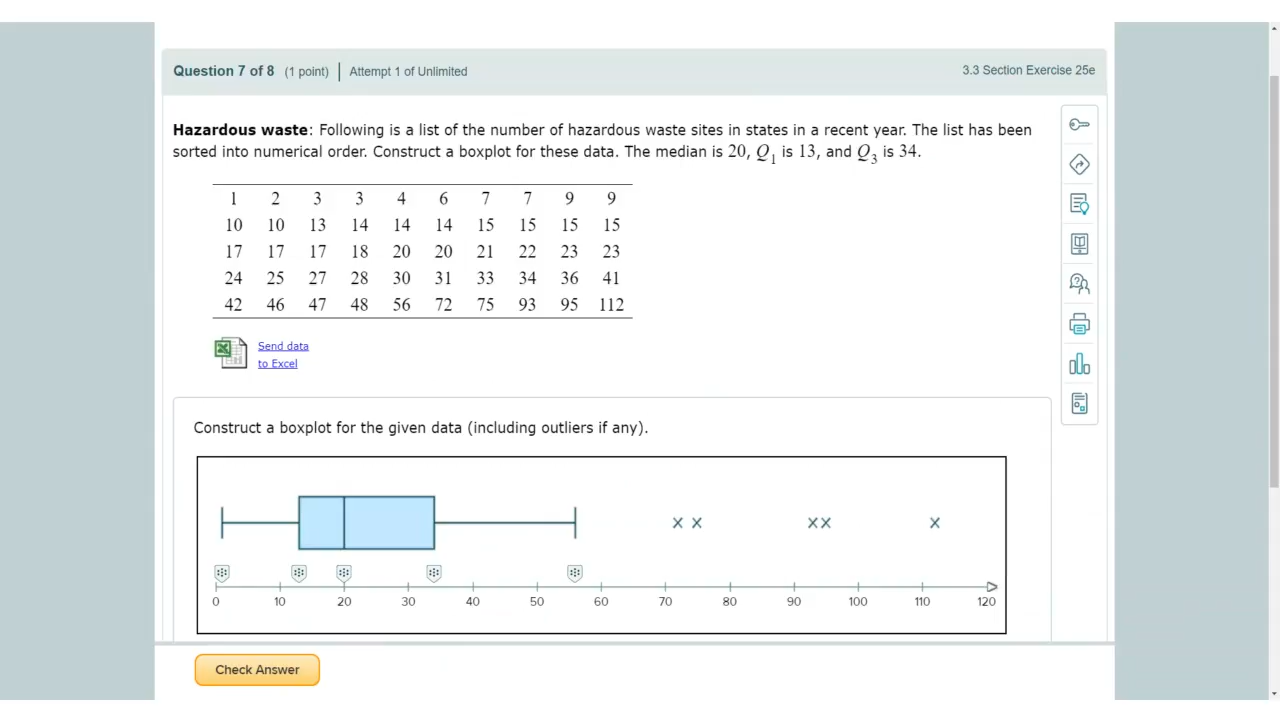 Question 7 of 8 (1 point) | Attempt 1 of Unlimited
3.3 Section Exercise 25e
Hazardous waste: Following is a list of the number of hazardous waste sites in states in a recent year. The list has been
sorted into numerical order. Construct a boxplot for these data. The median is 20, Q1 is 13, and Q3 is 34.
1 2 3 3 4 6 7 7 9 9
10 10 13 14 14 14 15 15 15 15
17 17 17 18 20 20 21 22 23 23
24 25 27 28 30 31 33 34 36 41
42 46 47 48 56 72 75 93 95 112
Send data
to Excel
Construct a boxplot for the given data (including outliers if any).
0 10 20 30 40 50 60 70 80 90 100 110 120
Check Answer